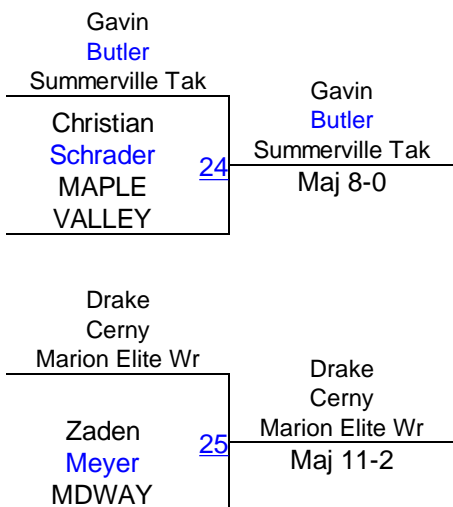 Gavin
Butler
Summerville Tak
Christian
Schrader
MAPLE
VALLEY
24
Gavin
Butler
Summerville Tak
Maj 8-0
Drake
Cerny
Marion Elite Wr
Zaden
Meyer
MDWAY
25
Drake
Cerny
Marion Elite Wr
Maj 11-2